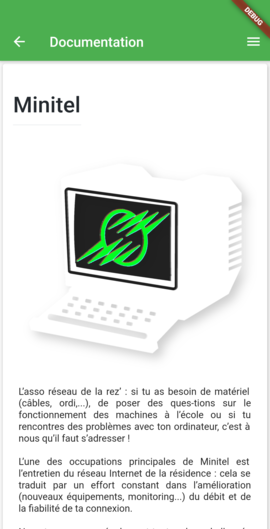 DEBUG
Documentation
Minitel
L'asso réseau de la rez' : si tu as besoin de matériel
(câbles, ordi,...), de poser des ques-tions sur le
fonctionnement des machines à l'école ou si tu
rencontres des problèmes avec ton ordinateur, c'est à
nous qu'il faut s'adresser !
L'une des occupations principales de Minitel est
l'entretien du réseau Internet de la résidence : cela se
traduit par un effort constant dans l'amélioration
(nouveaux équipements, monitoring...) du débit et de
la fiabilité de ta connexion.